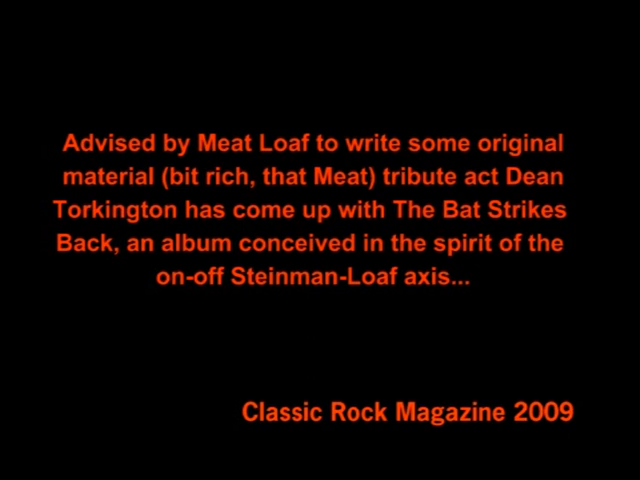 Advised by Meat Loaf to write some original
material (bit rich, that Meat) tribute act Dean
Torkington has come up with The Bat Strikes
Back, an album conceived in the spirit of the
on-off Steinman-Loaf axis...
Classic Rock Magazine 2009